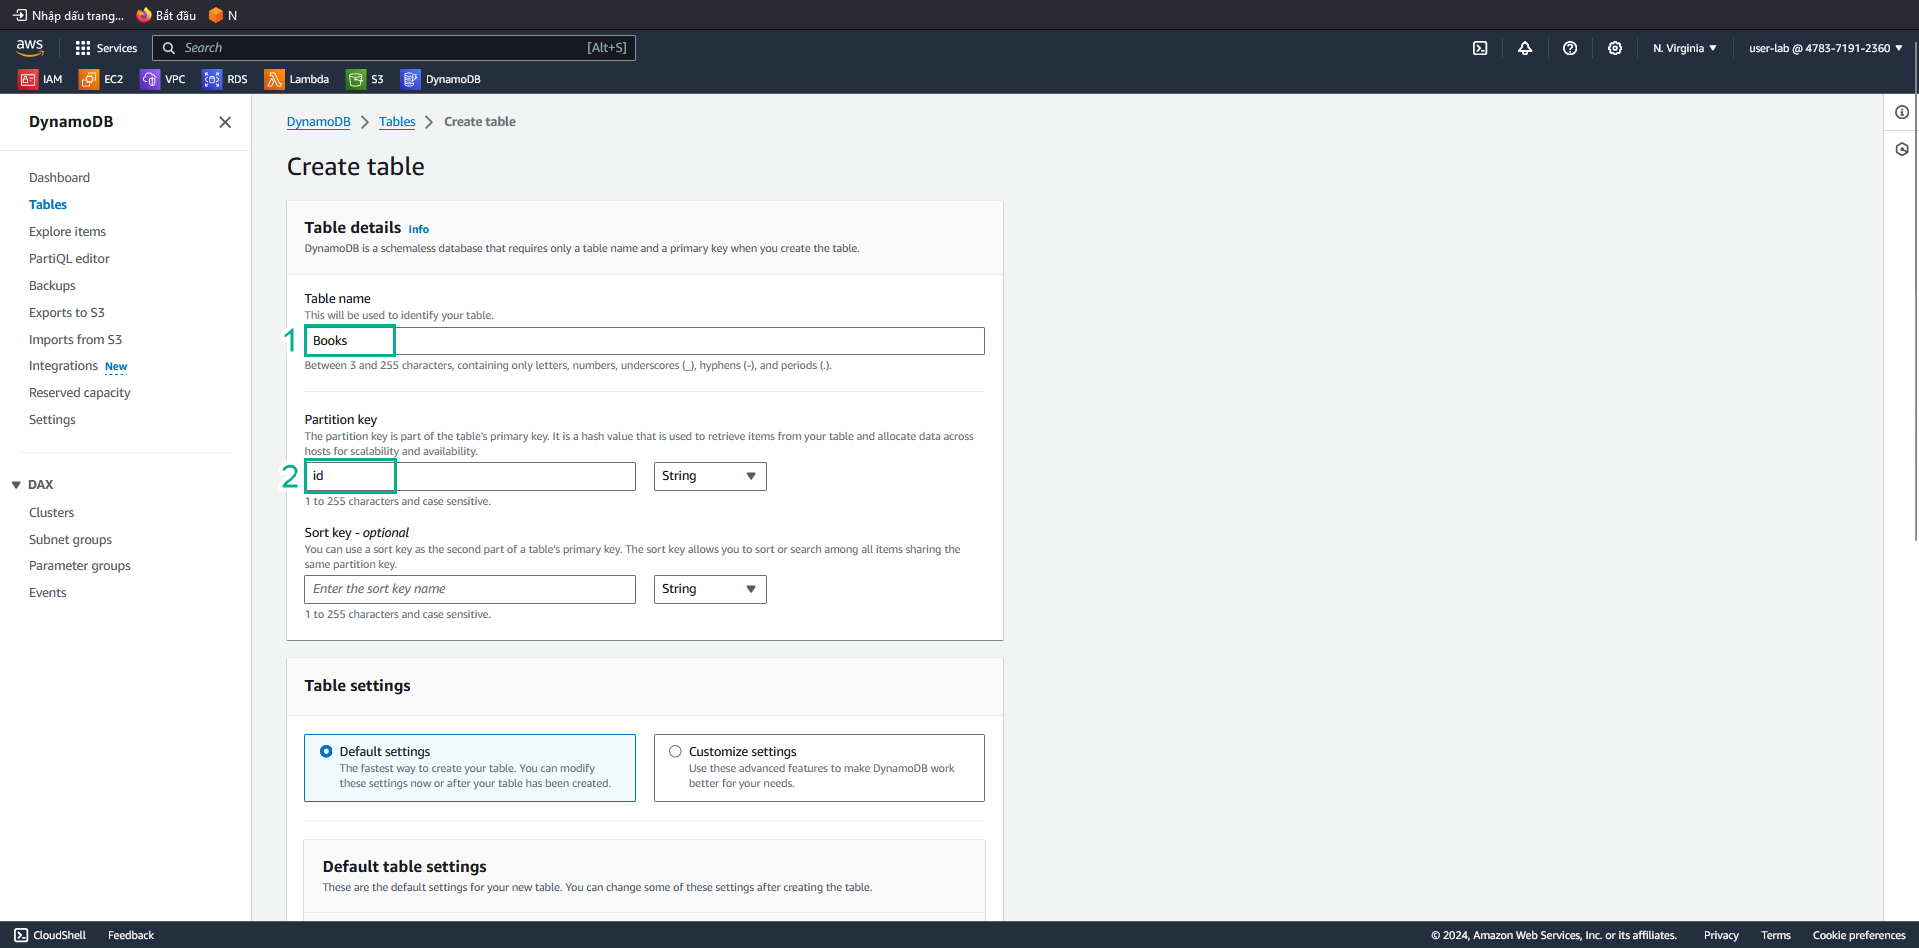 Nhập dấu trang... Bắt đầu N
aws Services Search [Alt+S] N. Virginia ▼ user-lab @ 4783-7191-2360 ▼
IAM EC2 VPC RDS Lambda S3 DynamoDB
DynamoDB
Dashboard
Tables
Explore items
PartiQL editor
Backups
Exports to S3
Imports from S3
Integrations New
Reserved capacity
Settings
▼ DAX
Clusters
Subnet groups
Parameter groups
Events
DynamoDB > Tables > Create table
Create table
Table details Info
DynamoDB is a schemaless database that requires only a table name and a primary key when you create the table.
Table name
This will be used to identify your table.
1 Books
Between 3 and 255 characters, containing only letters, numbers, underscores (_), hyphens (-), and periods (.).
Partition key
The partition key is part of the table's primary key. It is a hash value that is used to retrieve items from your table and allocate data across
hosts for scalability and availability.
2 id String ▼
1 to 255 characters and case sensitive.
Sort key - optional
You can use a sort key as the second part of a table's primary key. The sort key allows you to sort or search among all items sharing the
same partition key.
Enter the sort key name String ▼
1 to 255 characters and case sensitive.
Table settings
Default settings
The fastest way to create your table. You can modify
these settings now or after your table has been created.
Customize settings
Use these advanced features to make DynamoDB work
better for your needs.
Default table settings
These are the default settings for your new table. You can change some of these settings after creating the table.
CloudShell Feedback © 2024, Amazon Web Services, Inc. or its affiliates. Privacy Terms Cookie preferences